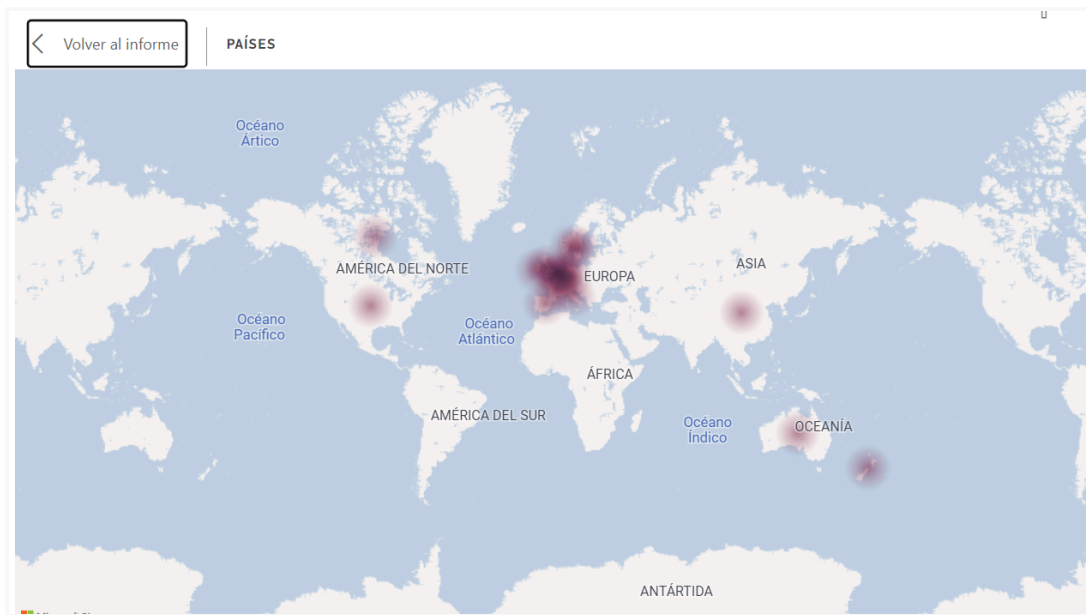 Volver al informe
PAÍSES
Océano
Ártico
AMÉRICA DEL NORTE
EUROPA
ASIA
Océano
Pacífico
Océano
Atlántico
ÁFRICA
AMÉRICA DEL SUR
Océano
Índico
OCEANÍA
ANTÁRTIDA